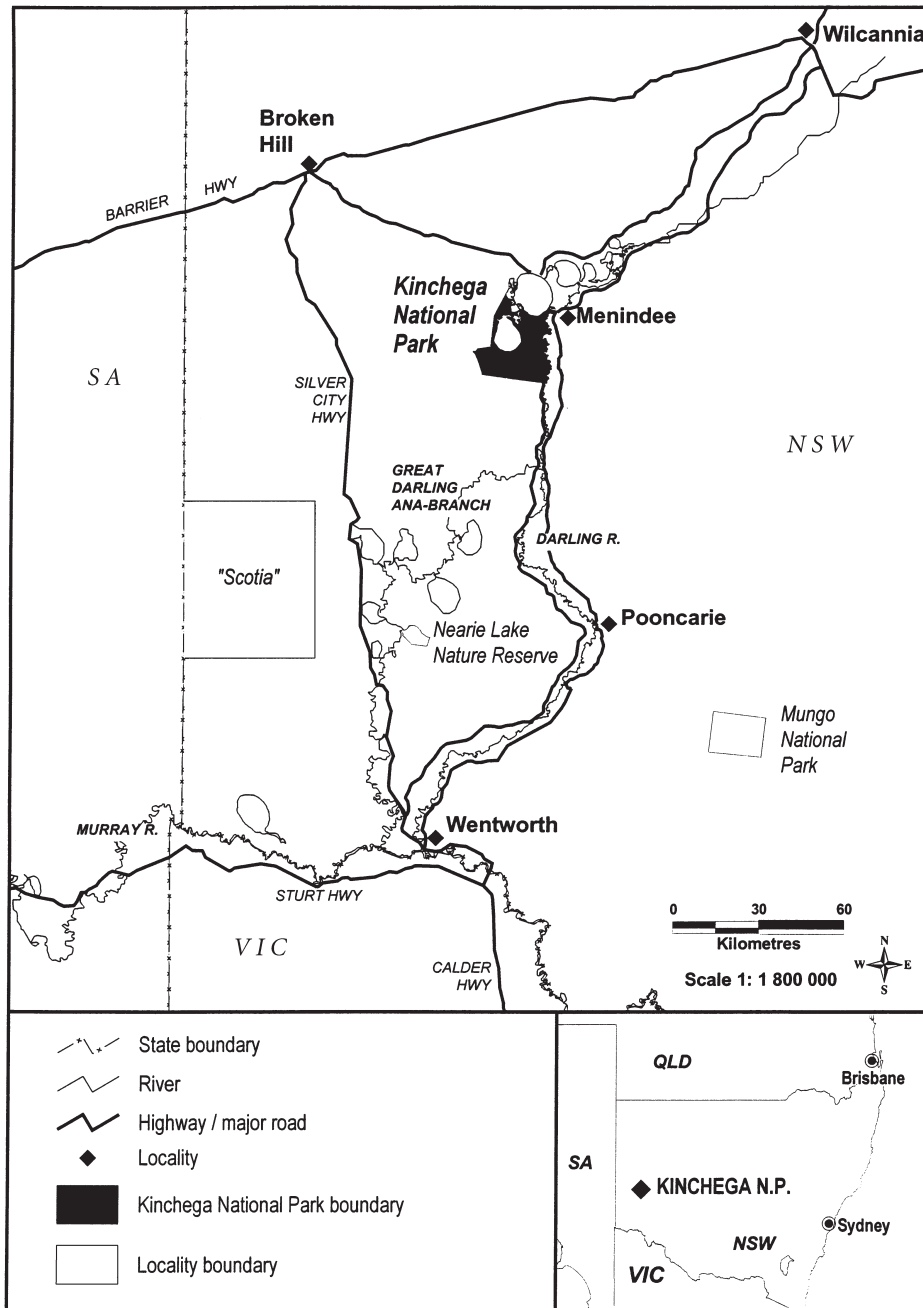 Wilcannia
Broken
Hill
BARRIER HWY
Kinchega
National
Park
Menindee
SA
SILVER
CITY
HWY
NSW
GREAT
DARLING
ANA-BRANCH
DARLING R.
"Scotia"
Pooncarie
Nearie Lake
Nature Reserve
Mungo
National
Park
MURRAY R.
Wentworth
STURT HWY
VIC
CALDER
HWY
0 30 60
Kilometres
Scale 1: 1 800 000
N
W E
S
State boundary
River
Highway / major road
Locality
Kinchega National Park boundary
Locality boundary
QLD
Brisbane
SA
KINCHEGA N.P.
Sydney
NSW
VIC